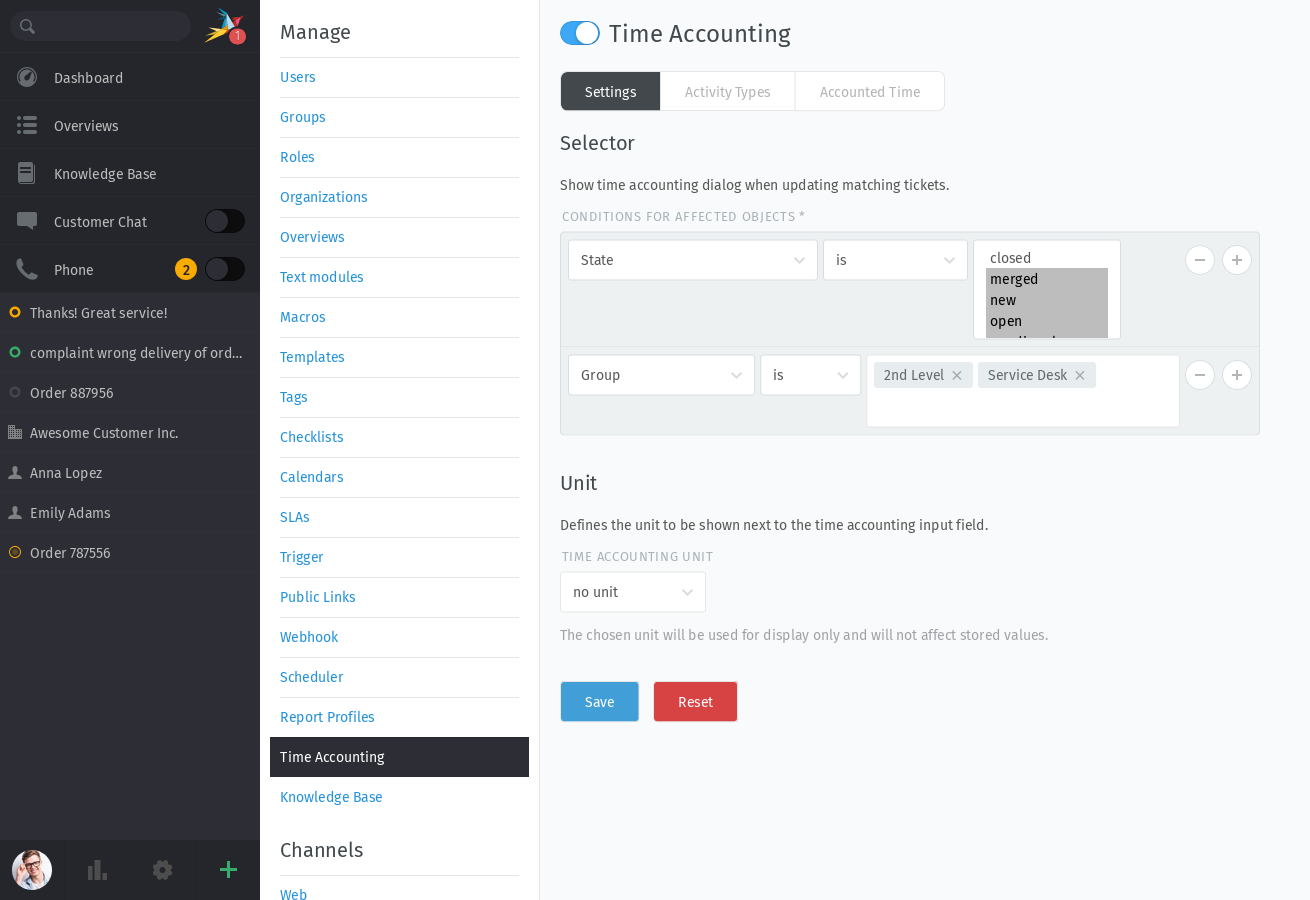 1
Dashboard
Overviews
Knowledge Base
Customer Chat
Phone
2
Thanks! Great service!
complaint wrong delivery of ord...
Order 887956
Awesome Customer Inc.
Anna Lopez
Emily Adams
Order 787556
Manage
Users
Groups
Roles
Organizations
Overviews
Text modules
Macros
Templates
Tags
Checklists
Calendars
SLAs
Trigger
Public Links
Webhook
Scheduler
Report Profiles
Time Accounting
Knowledge Base
Channels
Web
Time Accounting
Settings
Activity Types
Accounted Time
Selector
Show time accounting dialog when updating matching tickets.
CONDITIONS FOR AFFECTED OBJECTS *
State
is
closed
merged
new
open
Group
is
2nd Level
Service Desk
Unit
Defines the unit to be shown next to the time accounting input field.
TIME ACCOUNTING UNIT
no unit
The chosen unit will be used for display only and will not affect stored values.
Save
Reset